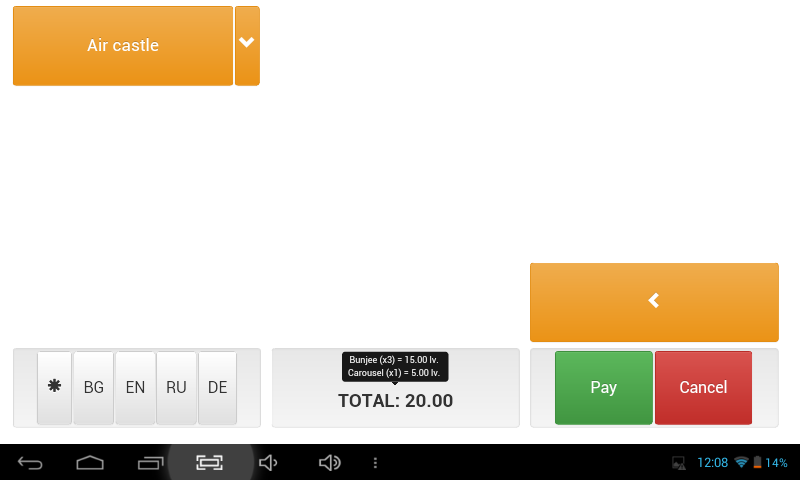 Air castle
BG
EN
RU
DE
Bunjee (x3) = 15.00 lv.
Carousel (x1) = 5.00 lv.
TOTAL: 20.00
Pay
Cancel
12:08
14%